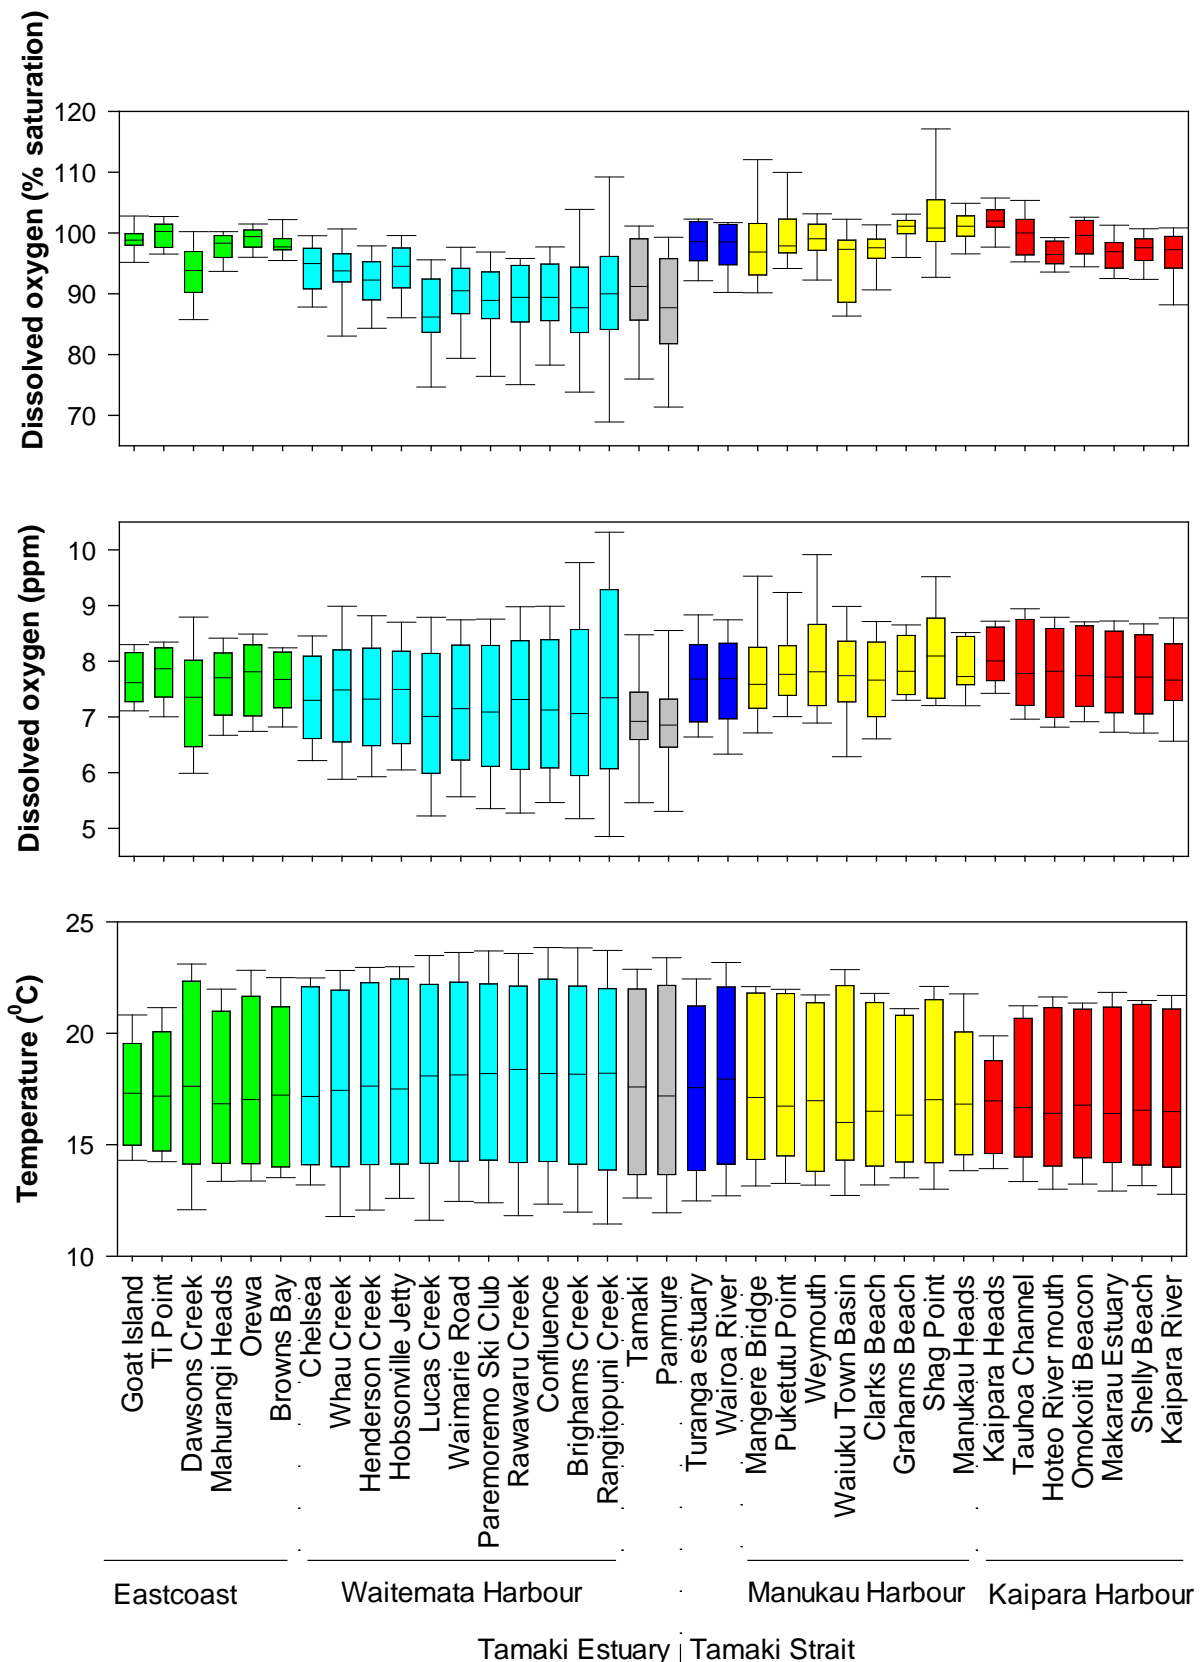 Dissolved oxygen (% saturation)
120
110
100
90
80
70
Dissolved oxygen (ppm)
10
9
8
7
6
5
Temperature (⁰C)
25
20
15
10
Goat Island
Ti Point
Dawsons Creek
Mahurangi Heads
Orewa
Browns Bay
Chelsea
Whau Creek
Henderson Creek
Hobsonville Jetty
Lucas Creek
Waimarie Road
Paremoremo Ski Club
Rawawaru Creek
Confluence
Brighams Creek
Rangitopuni Creek
Tamaki
Panmure
Turanga estuary
Wairoa River
Mangere Bridge
Puketutu Point
Weymouth
Waiuku Town Basin
Clarks Beach
Grahams Beach
Shag Point
Manukau Heads
Kaipara Heads
Tauhoa Channel
Hoteo River mouth
Omokoiti Beacon
Makarau Estuary
Shelly Beach
Kaipara River
Eastcoast
Waitemata Harbour
Manukau Harbour
Kaipara Harbour
Tamaki Estuary
Tamaki Strait